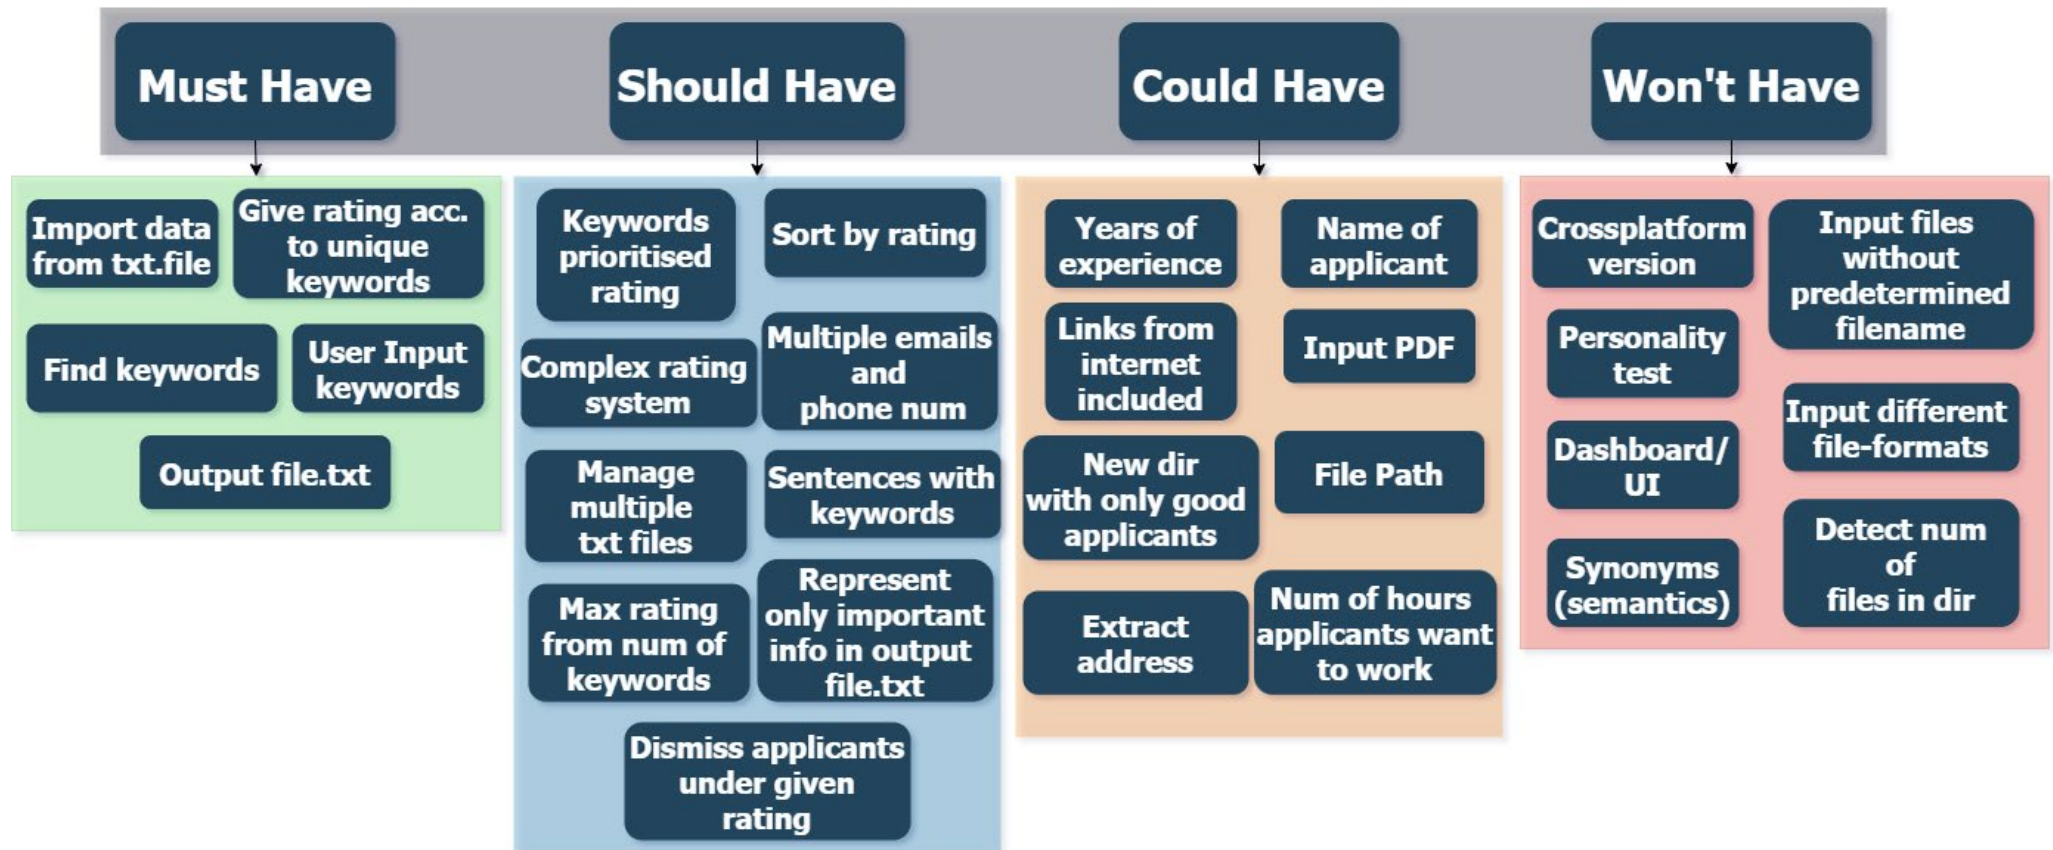 Must Have
Should Have
Could Have
Won't Have
Import data
from txt.file
Give rating acc.
to unique
keywords
Find keywords
User Input
keywords
Output file.txt
Keywords
prioritised
rating
Sort by rating
Complex rating
system
Multiple emails
and
phone num
Manage
multiple
txt files
Sentences with
keywords
Max rating
from num of
keywords
Represent
only important
info in output
file.txt
Dismiss applicants
under given
rating
Years of
experience
Name of
applicant
Links from
internet
included
Input PDF
New dir
with only good
applicants
File Path
Extract
address
Num of hours
applicants want
to work
Crossplatform
version
Input files
without
predetermined
filename
Personality
test
Input different
file-formats
Dashboard/
UI
Detect num
of
files in dir
Synonyms
(semantics)